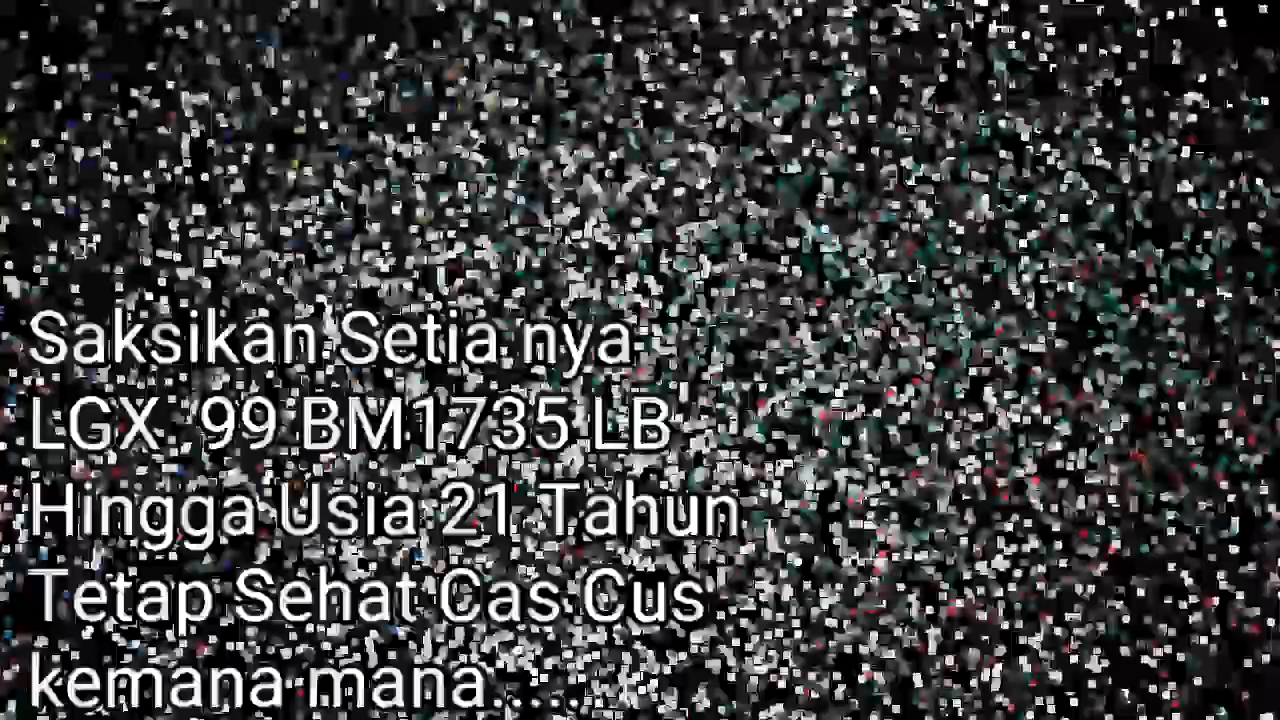 Saksikan Setia nya
LGX  99 BM1735 LB
Hingga Usia 21 Tahun
Tetap Sehat Cas Cus
kemana mana.....